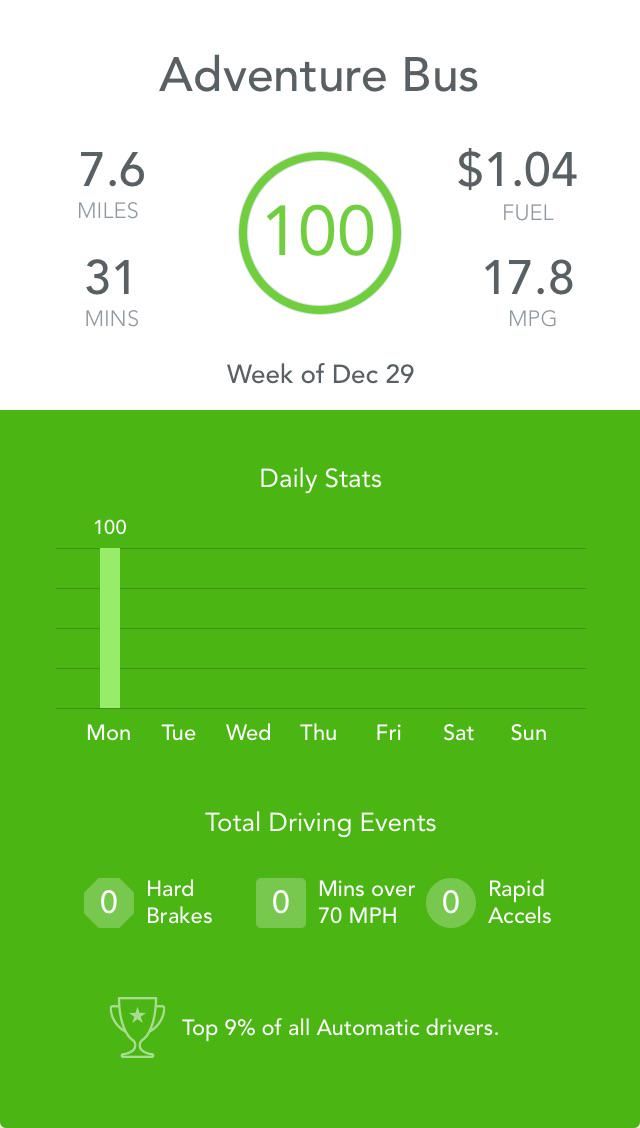 Adventure Bus
7.6
MILES
31
MINS
100
$1.04
FUEL
17.8
MPG
Week of Dec 29
Daily Stats
100
Mon Tue Wed Thu Fri Sat Sun
Total Driving Events
0 Hard
Brakes
0 Mins over
70 MPH
0 Rapid
Accels
Top 9% of all Automatic drivers.